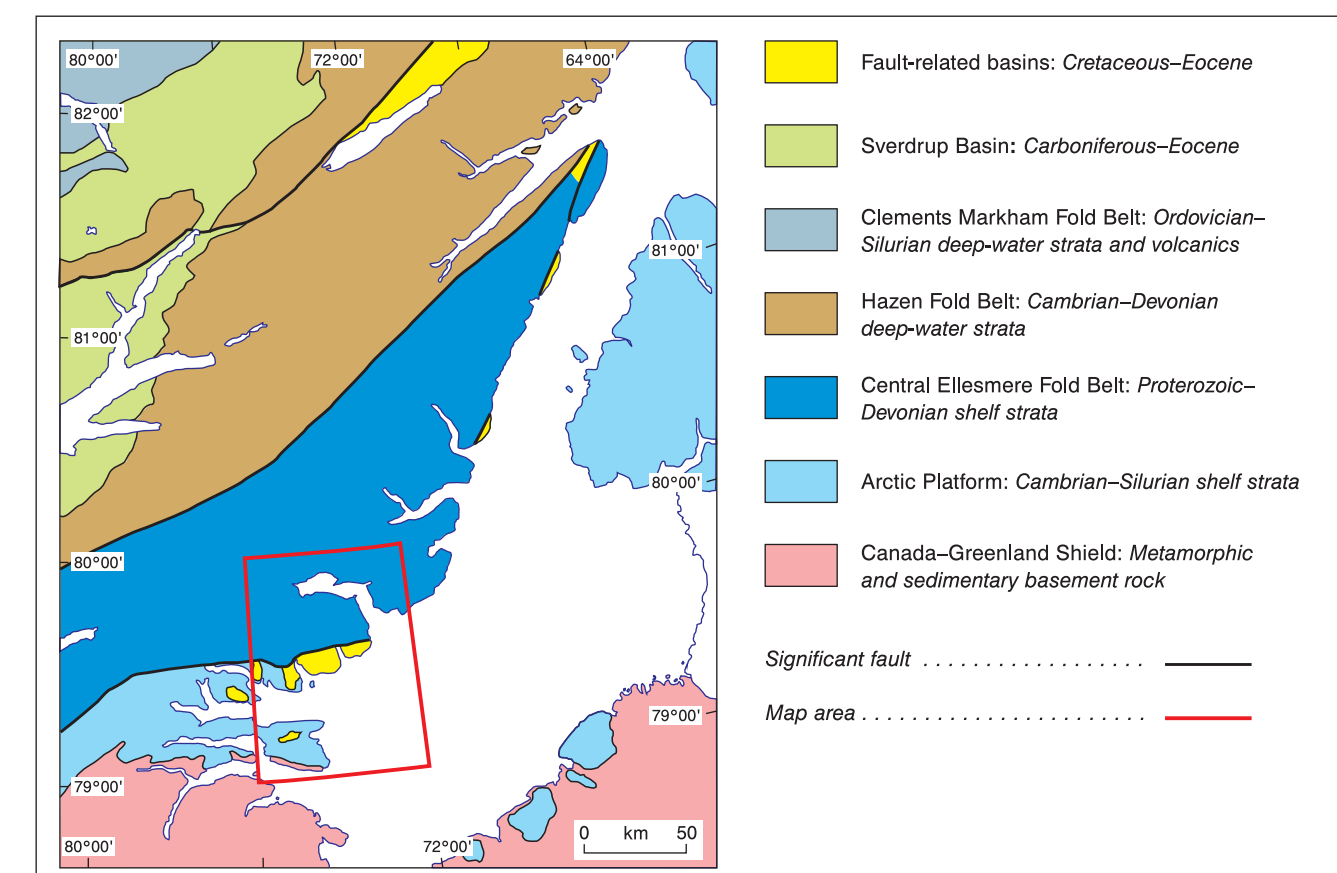 80°00'
72°00'
64°00'
82°00'
81°00'
81°00'
80°00'
80°00'
79°00'
79°00'
80°00'
72°00'
0 km 50
Fault-related basins: Cretaceous–Eocene
Sverdrup Basin: Carboniferous–Eocene
Clements Markham Fold Belt: Ordovician–
Silurian deep-water strata and volcanics
Hazen Fold Belt: Cambrian–Devonian
deep-water strata
Central Ellesmere Fold Belt: Proterozoic–
Devonian shelf strata
Arctic Platform: Cambrian–Silurian shelf strata
Canada–Greenland Shield: Metamorphic
and sedimentary basement rock
Significant fault . . . . . . . . . . . . . . . . . .
Map area . . . . . . . . . . . . . . . . . . . . . . .